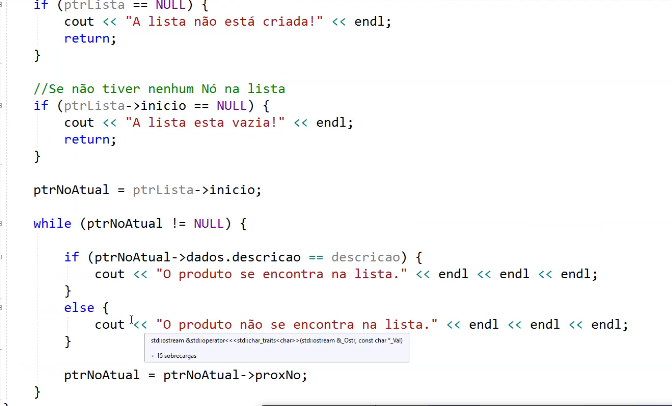 if (ptrLista == NULL) {
cout << "A lista não está criada!" << endl;
return;
}
//Se não tiver nenhum Nó na lista
if (ptrLista->inicio == NULL) {
cout << "A lista esta vazia!" << endl;
return;
}
ptrNoAtual = ptrLista->inicio;
while (ptrNoAtual != NULL) {
if (ptrNoAtual->dados.descricao == descricao) {
cout << "O produto se encontra na lista." << endl << endl << endl;
}
else {
cout << "O produto não se encontra na lista." << endl << endl << endl;
}
std::ostream &std::operator<<<std::char_traits<char>>(std::ostream &_Ostr, const char *_Val)
+ 15 sobrecargas
ptrNoAtual = ptrNoAtual->proxNo;
}